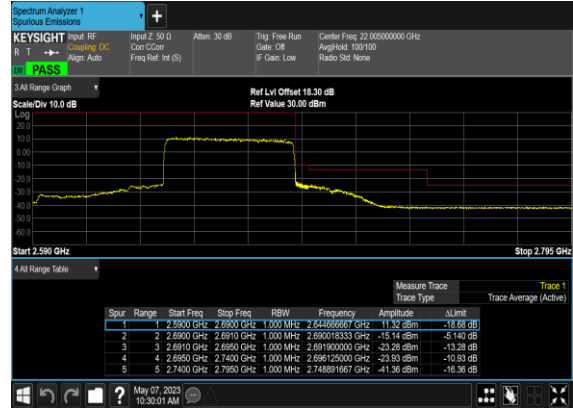 Spectrum Analyzer 1
Spurious Emissions
+
KEYSIGHT Input: RF
R T Coupling: DC
Align: Auto
Input Z: 50 Ω
Corr CCorr
Freq Ref: Int (S)
Atten: 30 dB
Trig: Free Run
Gate: Off
IF Gain: Low
Center Freq: 22.005000000 GHz
Avg|Hold: 100/100
Radio Std: None
LM PASS
3 All Range Graph
Ref Lvl Offset 18.30 dB
Scale/Div 10.0 dB
Ref Value 30.00 dBm
Log
20.0
10.0
0.00
-10.0
-20.0
-30.0
-40.0
-50.0
-60.0
Start 2.590 GHz
Stop 2.795 GHz
4 All Range Table
Measure Trace Trace 1
Trace Type Trace Average (Active)
Spur Range Start Freq Stop Freq RBW Frequency Amplitude ΔLimit
1 1 2.5900 GHz 2.6900 GHz 1.000 MHz 2.644666667 GHz 11.32 dBm -18.68 dB
2 2 2.6900 GHz 2.6910 GHz 1.000 MHz 2.690018333 GHz -15.14 dBm -5.140 dB
3 3 2.6910 GHz 2.6950 GHz 1.000 MHz 2.691900000 GHz -23.28 dBm -13.28 dB
4 4 2.6950 GHz 2.7400 GHz 1.000 MHz 2.696125000 GHz -23.93 dBm -10.93 dB
5 5 2.7400 GHz 2.7950 GHz 1.000 MHz 2.748891667 GHz -41.36 dBm -16.36 dB
?
May 07, 2023
10:30:01 AM